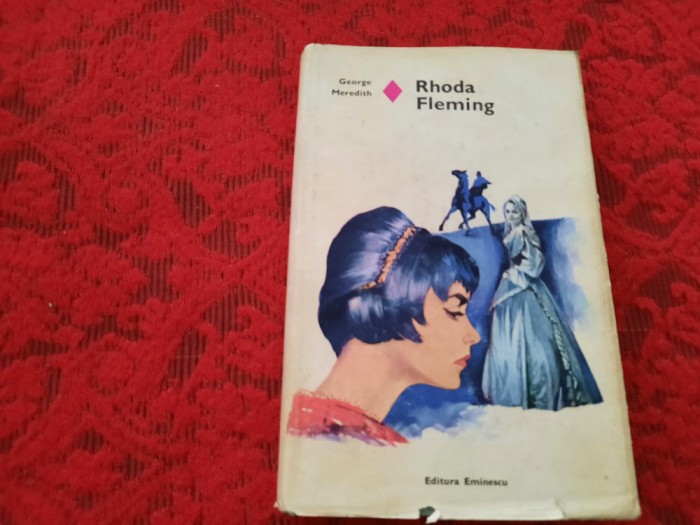 George
Meredith
Rhoda
Fleming
Editura Eminescu